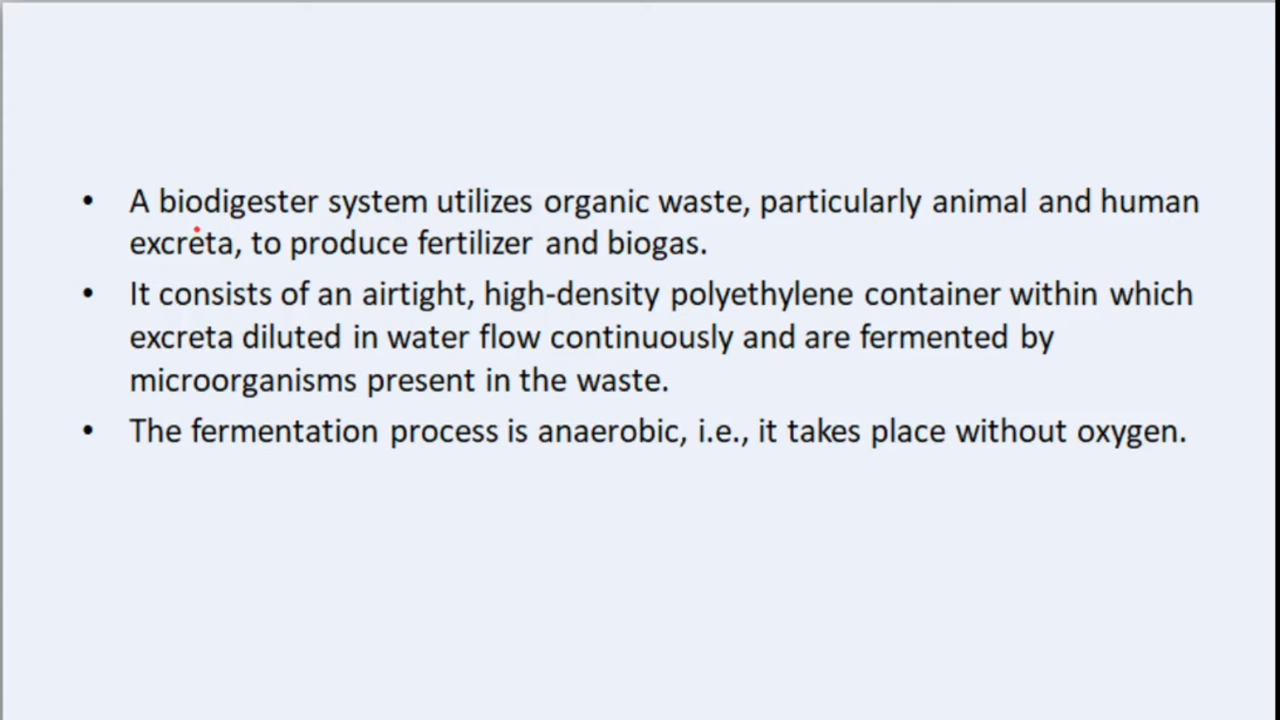 • A biodigester system utilizes organic waste, particularly animal and human
excreta, to produce fertilizer and biogas.
• It consists of an airtight, high-density polyethylene container within which
excreta diluted in water flow continuously and are fermented by
microorganisms present in the waste.
• The fermentation process is anaerobic, i.e., it takes place without oxygen.